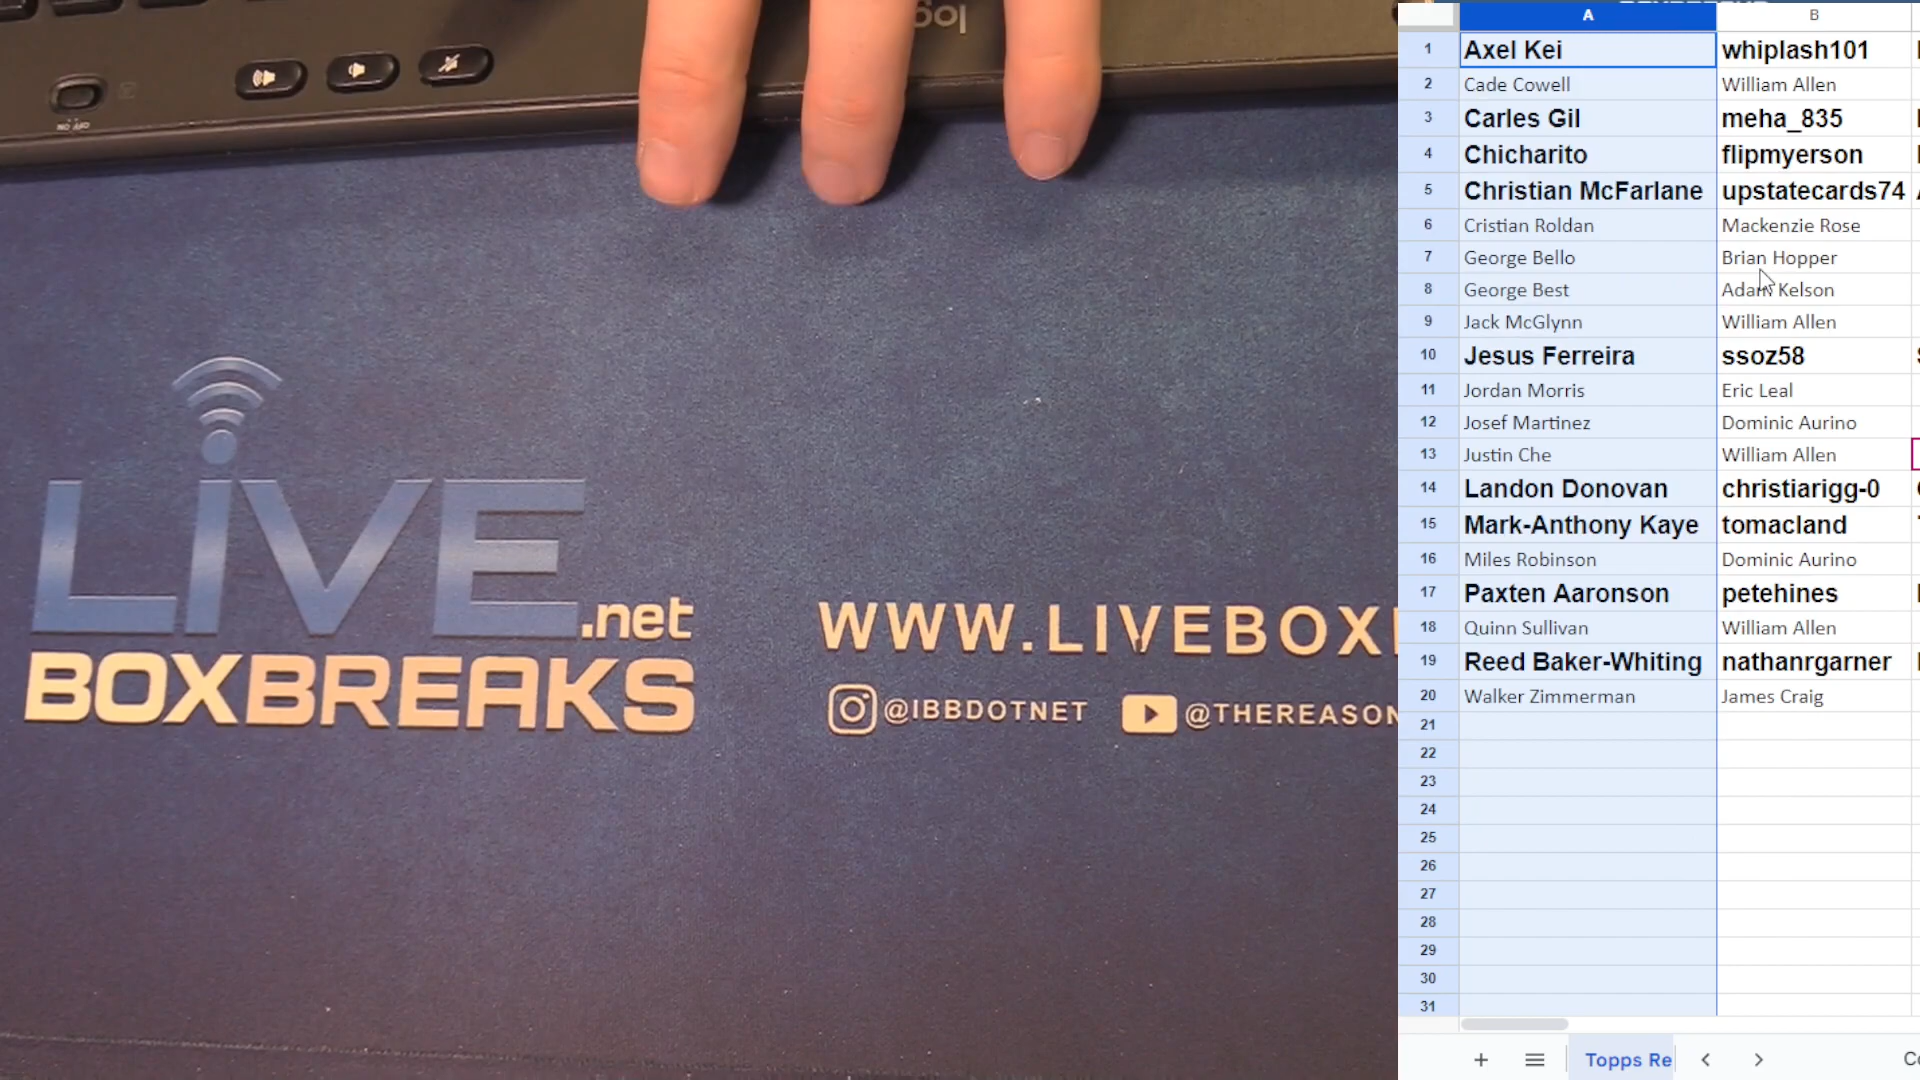 logi
LIVE.net
BOXBREAKS
WWW.LIVEBOX
@IBBDOTNET
@THEREASON
A B
1 Axel Kei whiplash101
2 Cade Cowell William Allen
3 Carles Gil meha_835
4 Chicharito flipmyerson
5 Christian McFarlane upstatecards74
6 Cristian Roldan Mackenzie Rose
7 George Bello Brian Hopper
8 George Best Adam Kelson
9 Jack McGlynn William Allen
10 Jesus Ferreira ssoz58
11 Jordan Morris Eric Leal
12 Josef Martinez Dominic Aurino
13 Justin Che William Allen
14 Landon Donovan christiarigg-0
15 Mark-Anthony Kaye tomacland
16 Miles Robinson Dominic Aurino
17 Paxten Aaronson petehines
18 Quinn Sullivan William Allen
19 Reed Baker-Whiting nathanrgarner
20 Walker Zimmerman James Craig
21
22
23
24
25
26
27
28
29
30
31
Topps Re